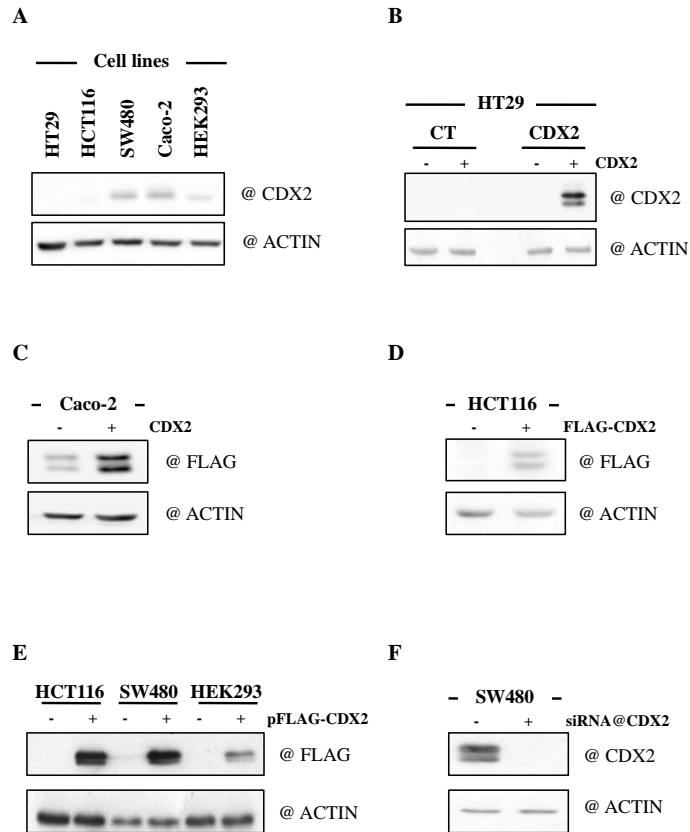 A
Cell lines
HT29 HCT116 SW480 Caco-2 HEK293
@ CDX2
@ ACTIN
B
HT29
CT CDX2
- + - + CDX2
@ CDX2
@ ACTIN
C
- Caco-2 -
- + CDX2
@ FLAG
@ ACTIN
D
- HCT116 -
- + FLAG-CDX2
@ FLAG
@ ACTIN
E
HCT116 SW480 HEK293
- + - + - + pFLAG-CDX2
@ FLAG
@ ACTIN
F
- SW480 -
- + siRNA@CDX2
@ CDX2
@ ACTIN